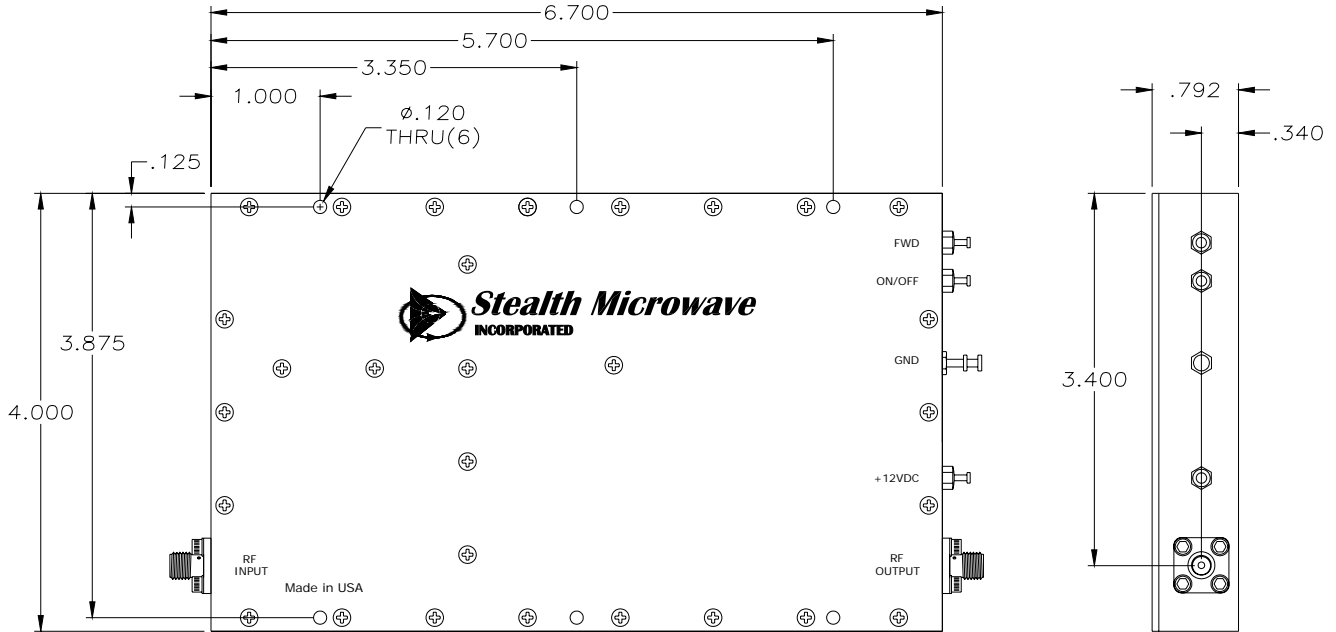 6.700
5.700
3.350
1.000
ø.120
THRU(6)
.125
.792
.340
FWD
ON/OFF
Stealth Microwave
INCORPORATED
3.875
GND
3.400
4.000
+12VDC
RF
INPUT
RF
OUTPUT
Made in USA